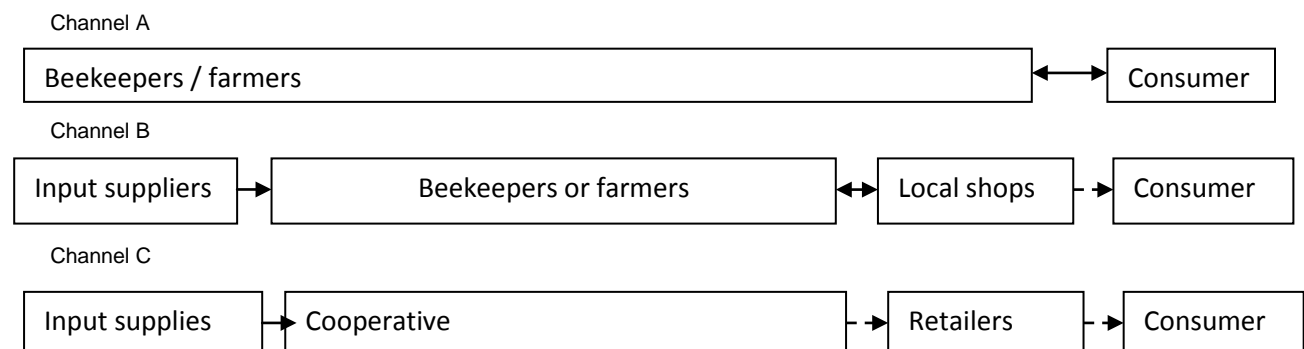 Channel A
Beekeepers / farmers Consumer
Channel B
Input suppliers Beekeepers or farmers Local shops Consumer
Channel C
Input supplies Cooperative Retailers Consumer